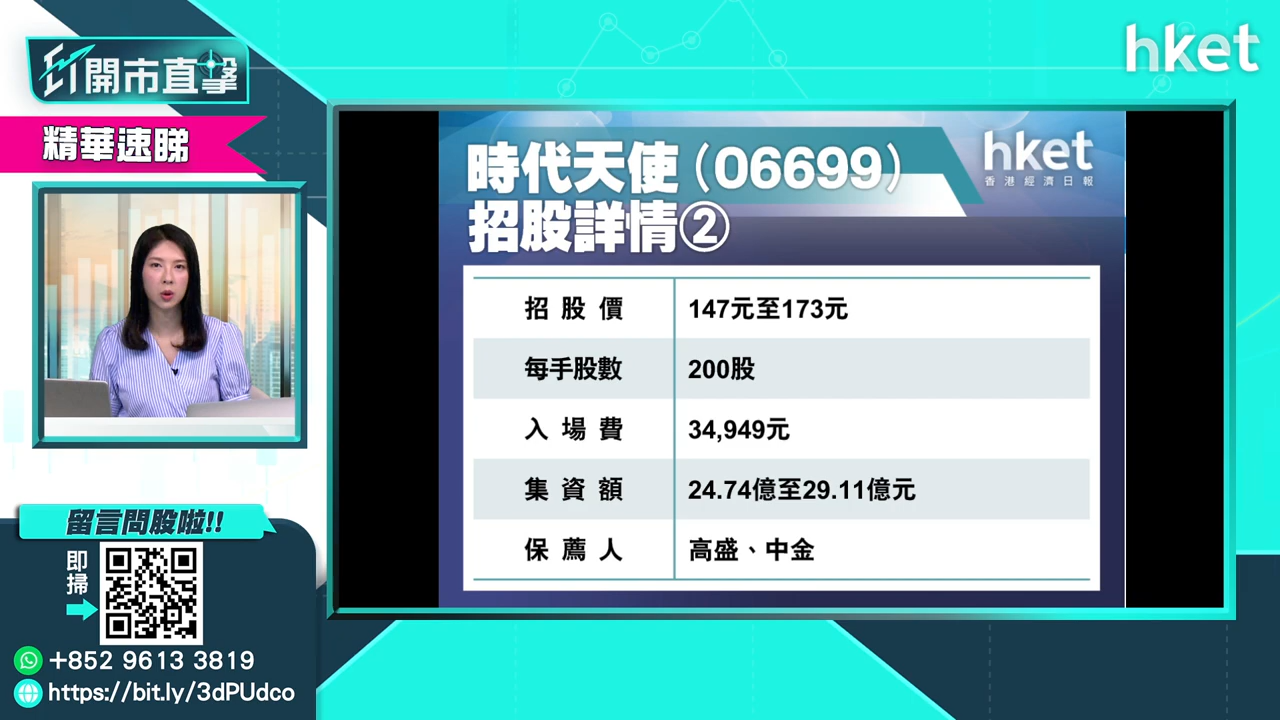 ET開市直擊
hket
精華速睇
時代天使(06699)
招股詳情②
hket
香港經濟日報
招股價 147元至173元
每手股數 200股
入場費 34,949元
集資額 24.74億至29.11億元
保薦人 高盛、中金
留言問股啦!!
即掃
+852 9613 3819
https://bit.ly/3dPUdco